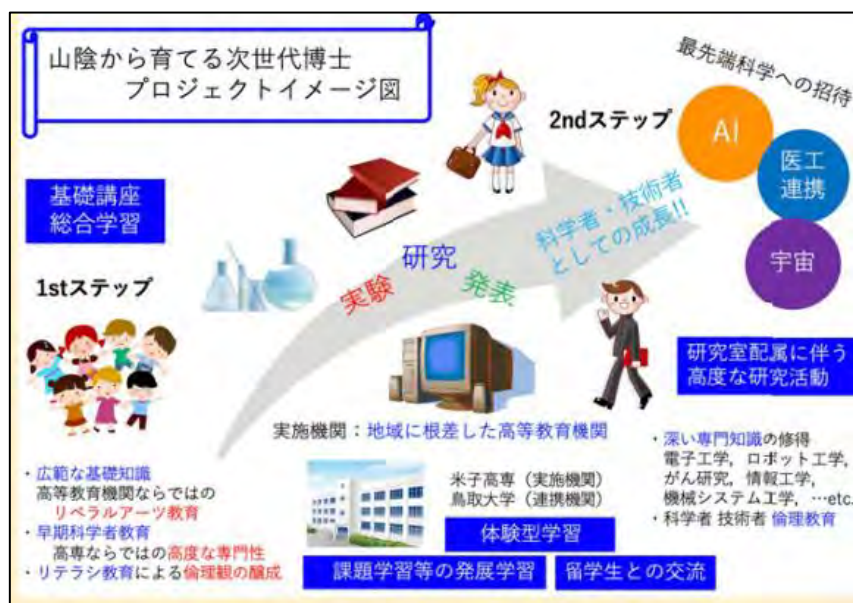 山陰から育てる次世代博士
プロジェクトイメージ図
最先端科学への招待
2ndステップ
AI
医工
連携
宇宙
基礎講座
総合学習
科学者・技術者
としての成長!!
研究
実験
発表
1stステップ
研究室配属に伴う
高度な研究活動
実施機関：地域に根差した高等教育機関
・深い専門知識の修得
電子工学，ロボット工学，
がん研究，情報工学，
機械システム工学，…etc.
・科学者 技術者 倫理教育
・広範な基礎知識
高等教育機関ならではの
リベラルアーツ教育
・早期科学者教育
高専ならではの高度な専門性
・リテラシ教育による倫理観の醸成
米子高専（実施機関）
鳥取大学（連携機関）
体験型学習
課題学習等の発展学習
留学生との交流